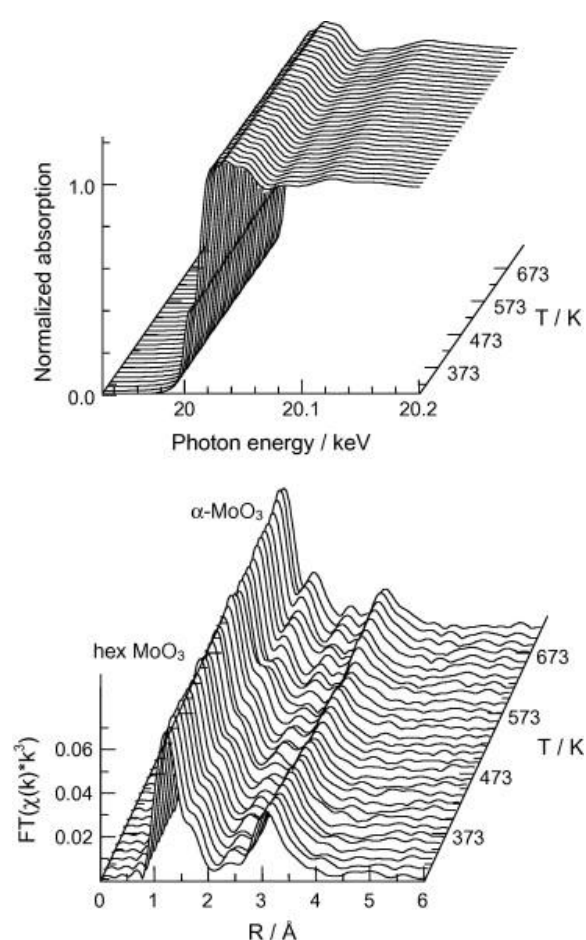 Normalized absorption
1.0
0.0
20
20.1
20.2
Photon energy / keV
673
573
473
373
T / K
α-MoO₃
hex MoO₃
FT(χ(k)*k³)
0.06
0.04
0.02
0
1
2
3
4
5
6
R / Å
673
573
473
373
T / K